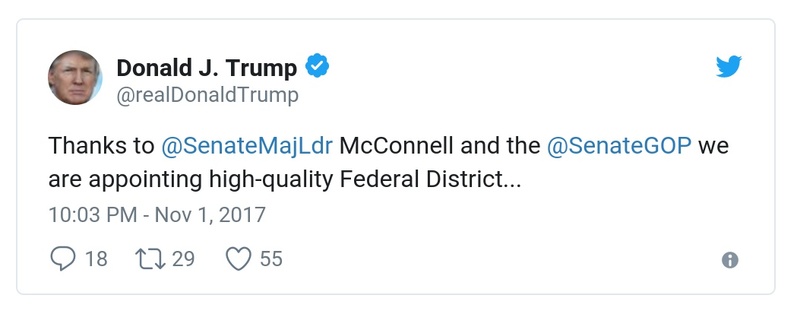 Donald J. Trump
@realDonaldTrump
Thanks to @SenateMajLdr McConnell and the @SenateGOP we
are appointing high-quality Federal District...
10:03 PM - Nov 1, 2017
18 29 55